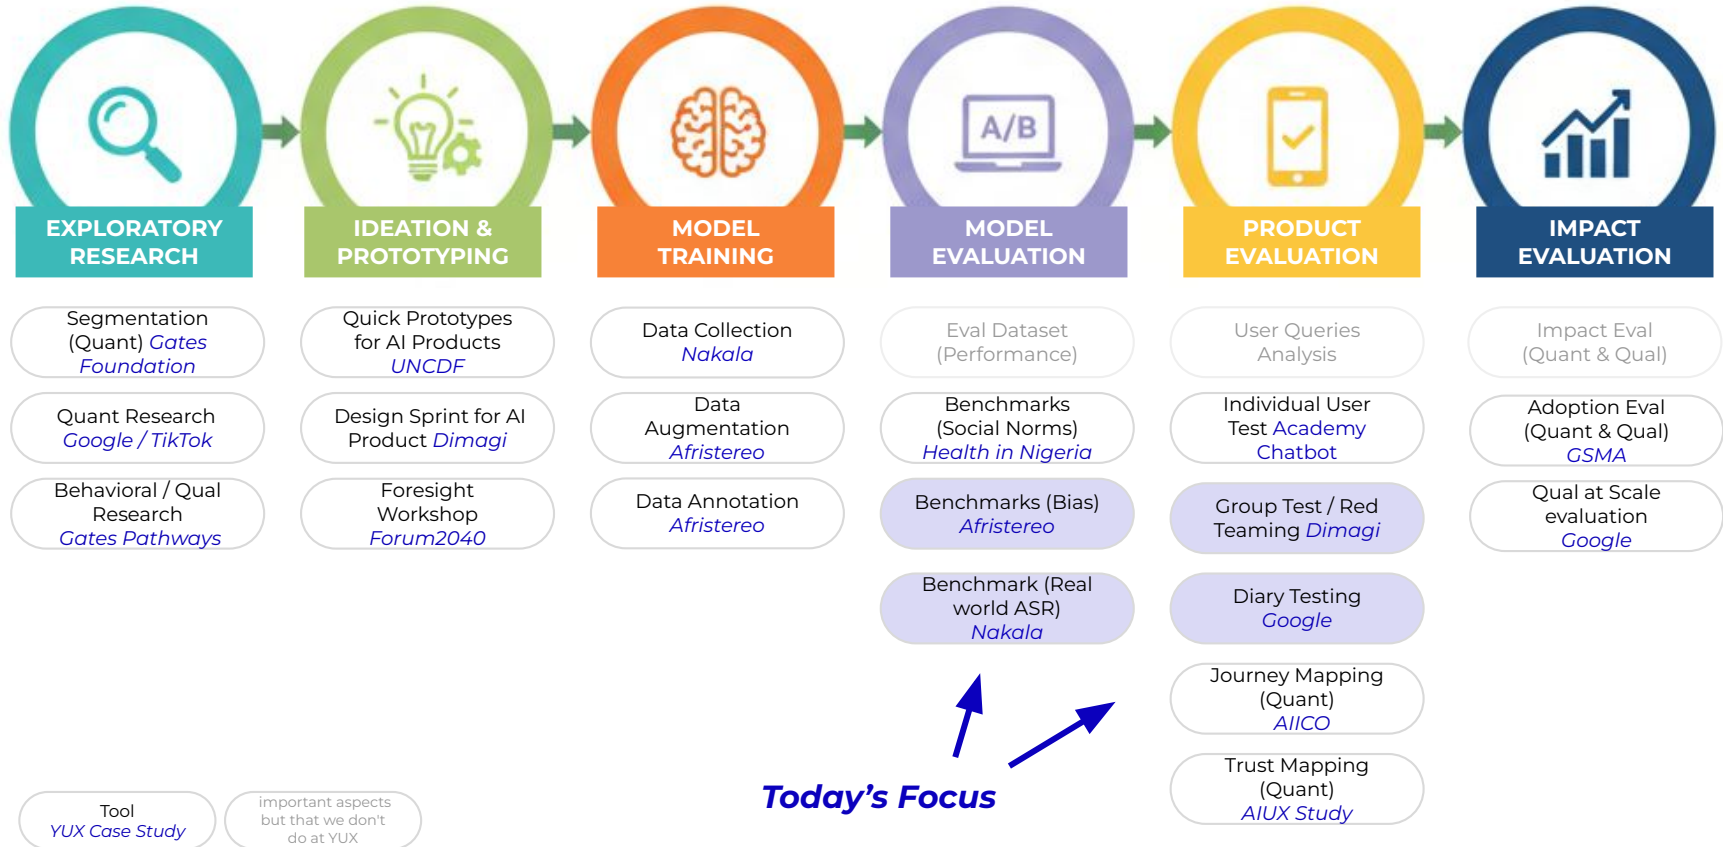 A/B
EXPLORATORY
RESEARCH
IDEATION &
PROTOTYPING
MODEL
TRAINING
MODEL
EVALUATION
PRODUCT
EVALUATION
IMPACT
EVALUATION
Segmentation
(Quant) Gates
Foundation
Quant Research
Google / TikTok
Behavioral / Qual
Research
Gates Pathways
Quick Prototypes
for AI Products
UNCDF
Design Sprint for AI
Product Dimagi
Foresight
Workshop
Forum2040
Data Collection
Nakala
Data
Augmentation
Afristereo
Data Annotation
Afristereo
Eval Dataset
(Performance)
Benchmarks
(Social Norms)
Health in Nigeria
Benchmarks (Bias)
Afristereo
Benchmark (Real
world ASR)
Nakala
User Queries
Analysis
Individual User
Test Academy
Chatbot
Group Test / Red
Teaming Dimagi
Diary Testing
Google
Journey Mapping
(Quant)
AIICO
Trust Mapping
(Quant)
AIUX Study
Impact Eval
(Quant & Qual)
Adoption Eval
(Quant & Qual)
GSMA
Qual at Scale
evaluation
Google
Today's Focus
Tool
YUX Case Study
important aspects
but that we don't
do at YUX